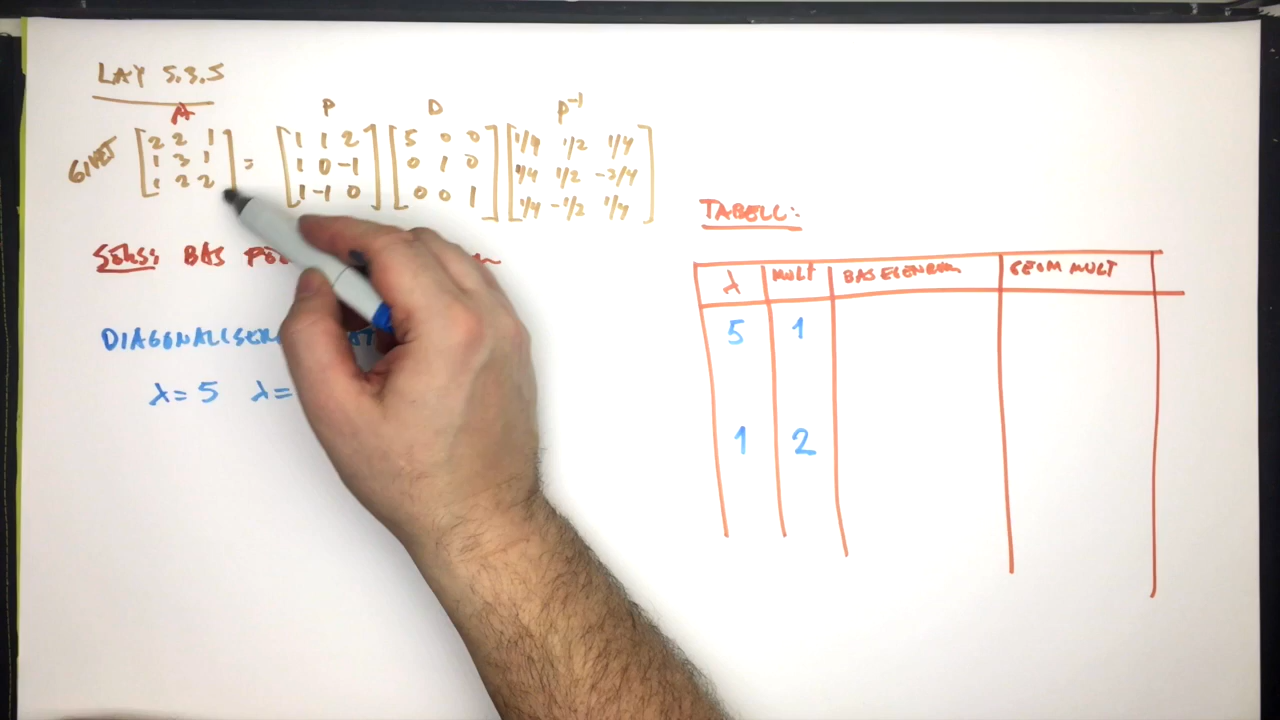 LAY 5.3.5
A P D P⁻¹
GIVET [2 2 1; 1 3 1; 1 2 2] = [1 1 2; 1 0 -1; 1 -1 0] [5 0 0; 0 1 0; 0 0 1] [1/4 1/2 1/4; 1/4 1/2 -3/4; 1/4 -1/2 1/4]
SÖKS: BAS
λ = 5 λ =
TABELL:
λ MULT BAS EGENRUM GEOM MULT
5 1
1 2